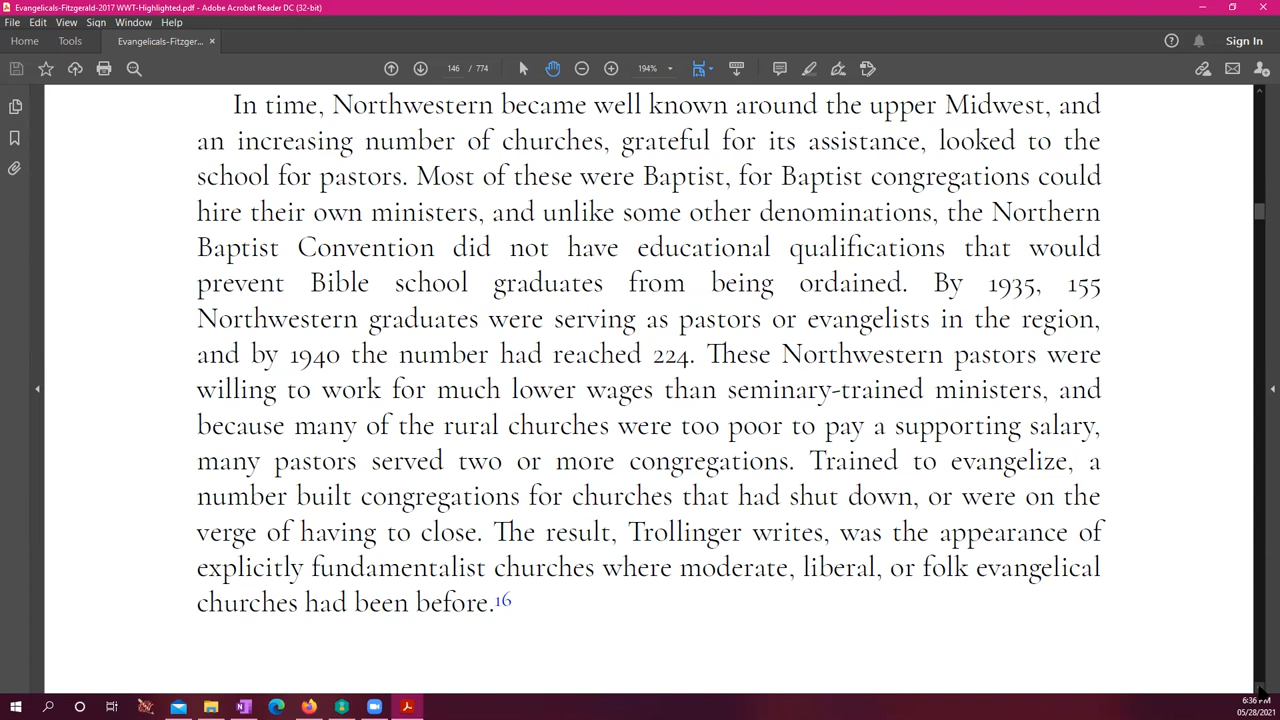 Evangelicals-Fitzgerald-2017 WWT-Highlighted.pdf - Adobe Acrobat Reader DC (32-bit)
File Edit View Sign Window Help
Home Tools Evangelicals-Fitzger... × Sign In
146 / 774 194%
In time, Northwestern became well known around the upper Midwest, and
an increasing number of churches, grateful for its assistance, looked to the
school for pastors. Most of these were Baptist, for Baptist congregations could
hire their own ministers, and unlike some other denominations, the Northern
Baptist Convention did not have educational qualifications that would
prevent Bible school graduates from being ordained. By 1935, 155
Northwestern graduates were serving as pastors or evangelists in the region,
and by 1940 the number had reached 224. These Northwestern pastors were
willing to work for much lower wages than seminary-trained ministers, and
because many of the rural churches were too poor to pay a supporting salary,
many pastors served two or more congregations. Trained to evangelize, a
number built congregations for churches that had shut down, or were on the
verge of having to close. The result, Trollinger writes, was the appearance of
explicitly fundamentalist churches where moderate, liberal, or folk evangelical
churches had been before.16
6:36 PM
05/28/2021